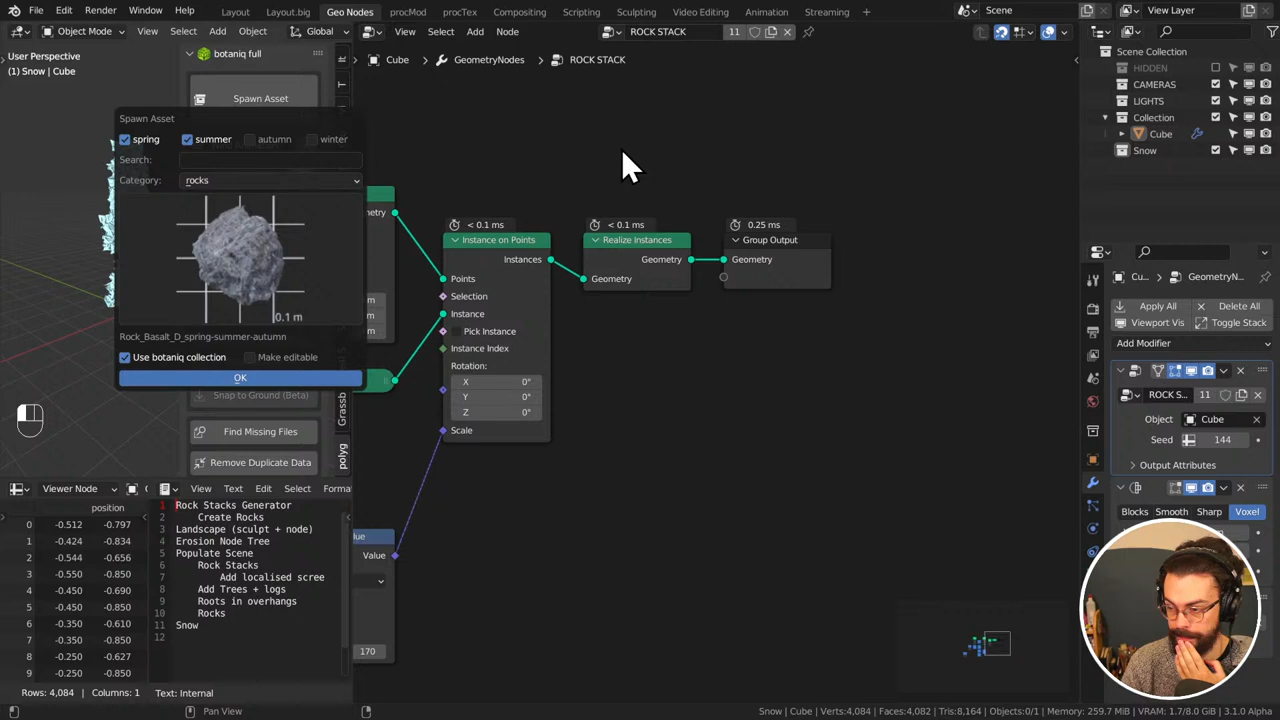 File Edit Render Window Help Layout Layout.big Geo Nodes procMod procTex Compositing Scripting Sculpting Video Editing Animation Streaming + Scene View Layer
Object Mode View Select Add Object Global View Select Add Node ROCK STACK 11
User Perspective
(1) Snow | Cube
botaniq full
Spawn Asset
Cube > GeometryNodes > ROCK STACK
Scene Collection
HIDDEN
CAMERAS
LIGHTS
Collection
Cube
Snow
Spawn Asset
spring summer autumn winter
Search:
Category: rocks
0.1 m
Rock_Basalt_D_spring-summer-autumn
Use botaniq collection Make editable
OK
Snap to Ground (Beta)
Find Missing Files
Remove Duplicate Data
Grassb
polyg
< 0.1 ms
Instance on Points
Instances
Points
Selection
Instance
Pick Instance
Instance Index
Rotation:
X 0°
Y 0°
Z 0°
Scale
< 0.1 ms
Realize Instances
Geometry
Geometry
0.25 ms
Group Output
Geometry
Value
170
Cu... > GeometryN...
Apply All Delete All
Viewport Vis Toggle Stack
Add Modifier
ROCK S... 11
Object Cube
Seed 144
Output Attributes
Blocks Smooth Sharp Voxel
Viewer Node View Text Edit Select Format
position
0 -0.512 -0.797
1 -0.424 -0.834
2 -0.544 -0.656
3 -0.550 -0.850
4 -0.450 -0.690
5 -0.450 -0.850
6 -0.350 -0.610
7 -0.350 -0.850
8 -0.250 -0.627
9 -0.250 -0.850
Rows: 4,084 | Columns: 1
1 Rock Stacks Generator
2 Create Rocks
3 Landscape (sculpt + node)
4 Erosion Node Tree
5 Populate Scene
6 Rock Stacks
7 Add localised scree
8 Add Trees + logs
9 Roots in overhangs
10 Rocks
11 Snow
12
Text: Internal
Pan View
Snow | Cube | Verts:4,084 | Faces:4,082 | Tris:8,164 | Objects:0/1 | Memory: 259.7 MiB | VRAM: 1.7/8.0 GiB | 3.1.0 Alpha